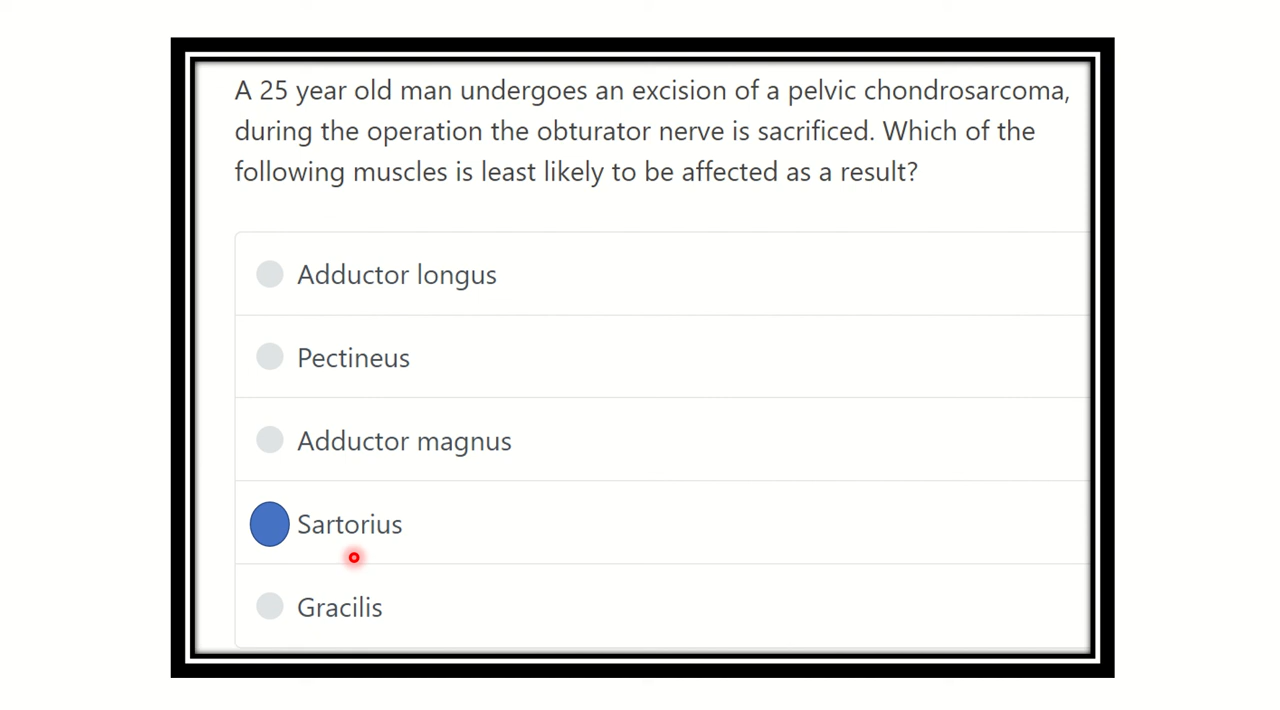 A 25 year old man undergoes an excision of a pelvic chondrosarcoma,
during the operation the obturator nerve is sacrificed. Which of the
following muscles is least likely to be affected as a result?
Adductor longus
Pectineus
Adductor magnus
Sartorius
Gracilis